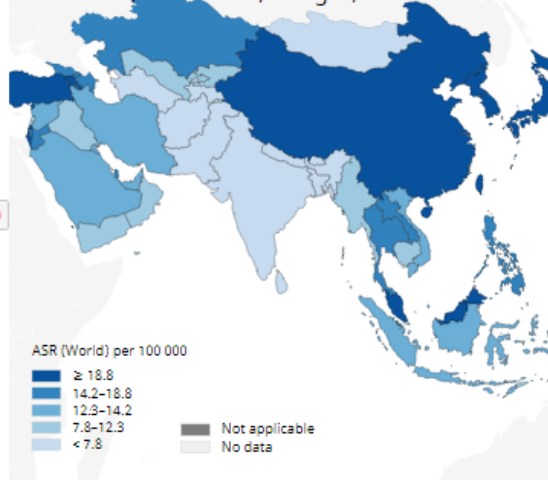 ASR (World) per 100 000
≥ 18.8
14.2–18.8
12.3–14.2
7.8–12.3
< 7.8
Not applicable
No data